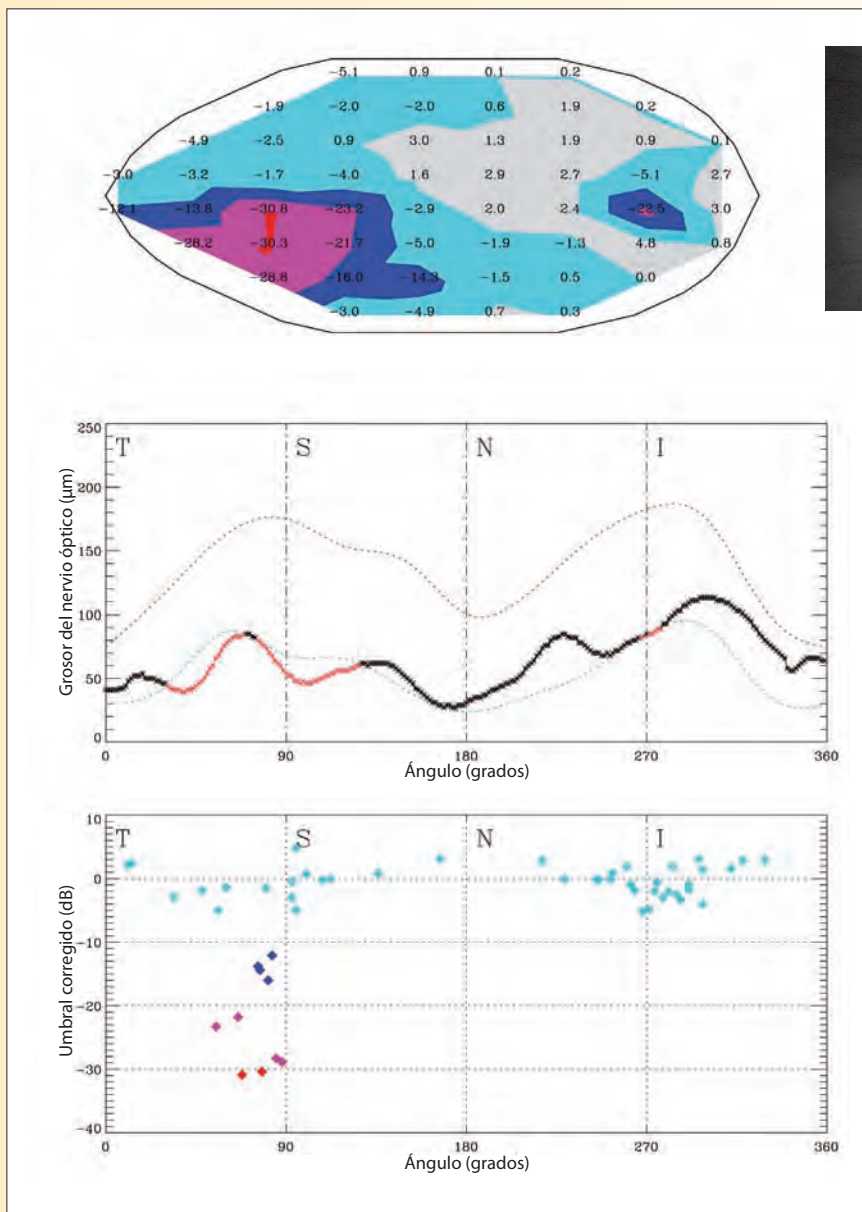 −5.1 0.9 0.1 0.2
−1.9 −2.0 −2.0 0.6 1.9 0.2
−4.9 −2.5 0.9 3.0 1.3 1.9 0.9 0.1
−3.0 −3.2 −1.7 −4.0 1.6 2.9 2.7 −5.1 2.7
−12.1 −13.8 −30.8 −23.2 −2.9 2.0 2.4 −22.5 3.0
−28.2 −30.3 −21.7 −5.0 −1.9 −1.3 4.8 0.8
−28.8 −16.0 −14.3 −1.5 0.5 0.0
−3.0 −4.9 0.7 0.3
Grosor del nervio óptico (µm)
250
200
150
100
50
0
T S N I
0 90 180 270 360
Ángulo (grados)
Umbral corregido (dB)
10
0
−10
−20
−30
−40
T S N I
0 90 180 270 360
Ángulo (grados)